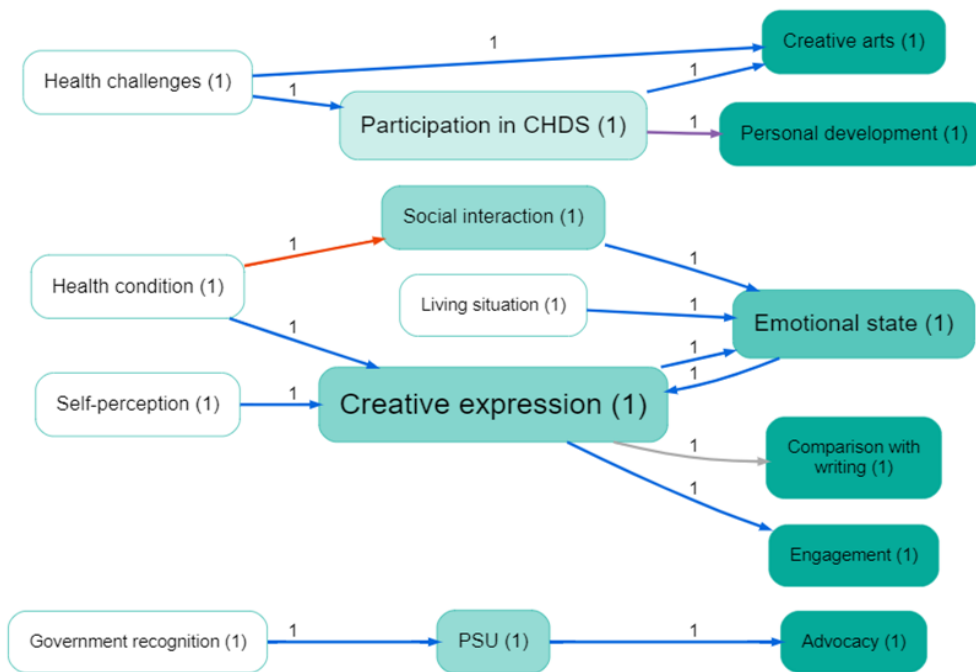 1
Creative arts (1)
Health challenges (1)
1
1
Participation in CHDS (1)
1
Personal development (1)
Social interaction (1)
1
1
Health condition (1)
Living situation (1)
1
Emotional state (1)
1
1
1
Self-perception (1)
1
Creative expression (1)
1
Comparison with
writing (1)
1
Engagement (1)
Government recognition (1)
1
PSU (1)
1
Advocacy (1)